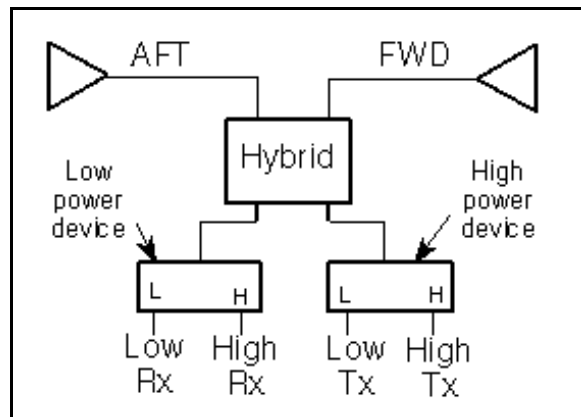 AFT
FWD
Hybrid
Low
power
device
High
power
device
L
H
L
H
Low
Rx
High
Rx
Low
Tx
High
Tx